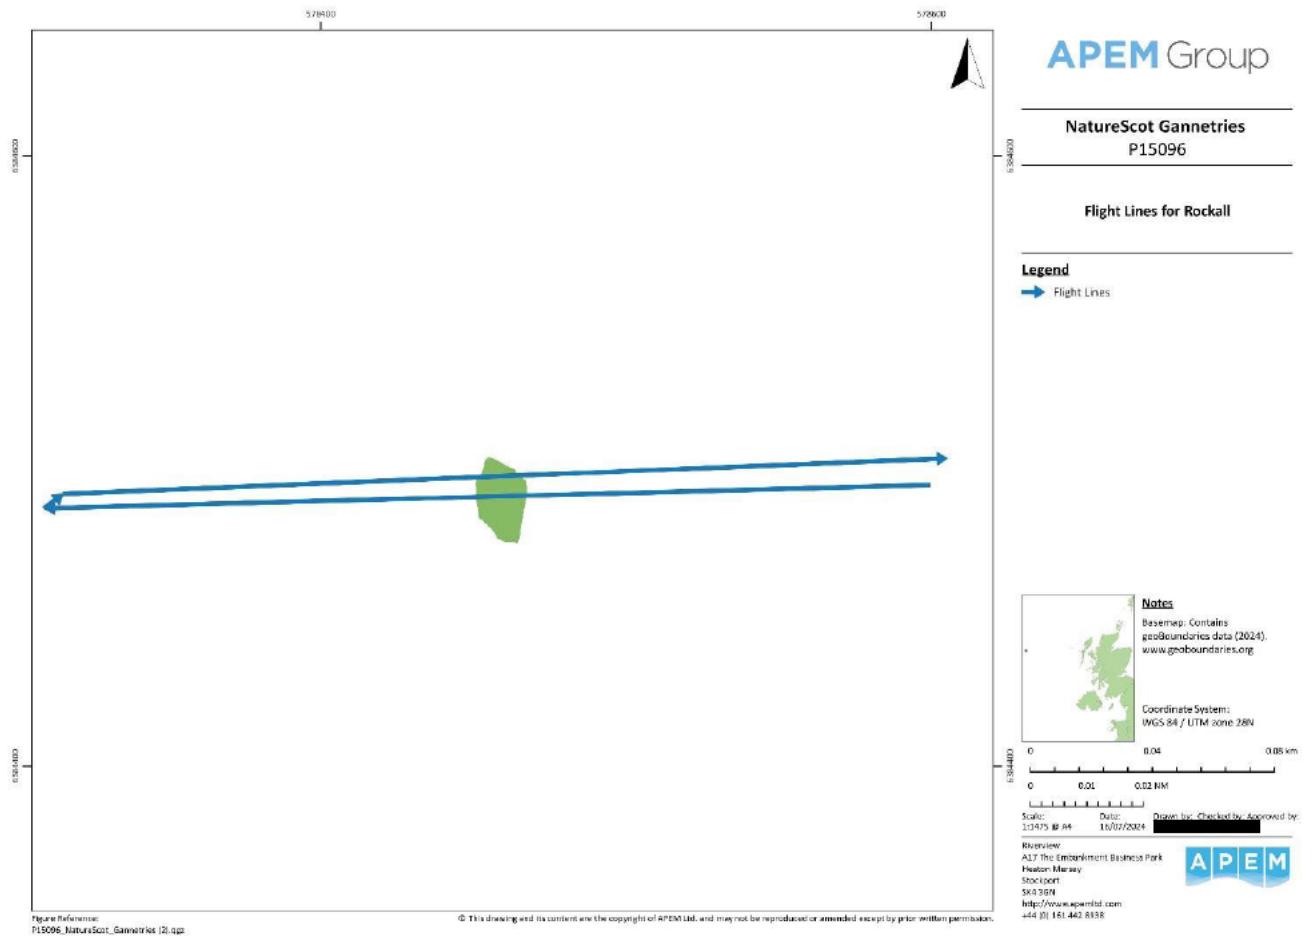 578400
578600
6384600
6384600
6384400
6384400
APEM Group
NatureScot Gannetries
P15096
Flight Lines for Rockall
Legend
Flight Lines
Notes
Basemap: Contains
geoBoundaries data (2024).
www.geoboundaries.org
Coordinate System:
WGS 84 / UTM zone 28N
0 0.04 0.08 km
0 0.01 0.02 NM
Scale: Date: Drawn by: Checked by: Approved by:
1:1475 @ A4 16/07/2024
Riverview
A17 The Embankment Business Park
Heaton Mersey
Stockport
SK4 3GN
http://www.apemltd.com
+44 (0) 161 442 8938
APEM
Figure Reference:
P15096_NatureScot_Gannetries (2).qgz
© This drawing and its content are the copyright of APEM Ltd. and may not be reproduced or amended except by prior written permission.